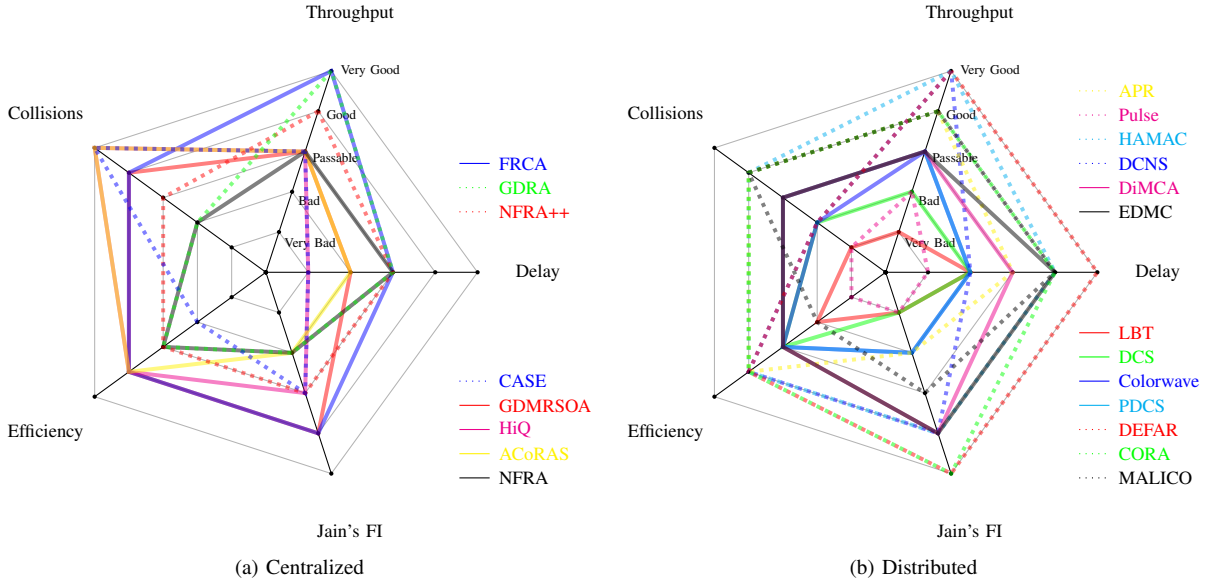 Throughput
Collisions
Very Good
Good
Passable
Bad
Very Bad
Delay
Efficiency
Jain's FI
FRCA
GDRA
NFRA++
CASE
GDMRSOA
HiQ
ACoRAS
NFRA
(a) Centralized
Throughput
Collisions
Very Good
Good
Passable
Bad
Very Bad
Delay
Efficiency
Jain's FI
APR
Pulse
HAMAC
DCNS
DiMCA
EDMC
LBT
DCS
Colorwave
PDCS
DEFAR
CORA
MALICO
(b) Distributed